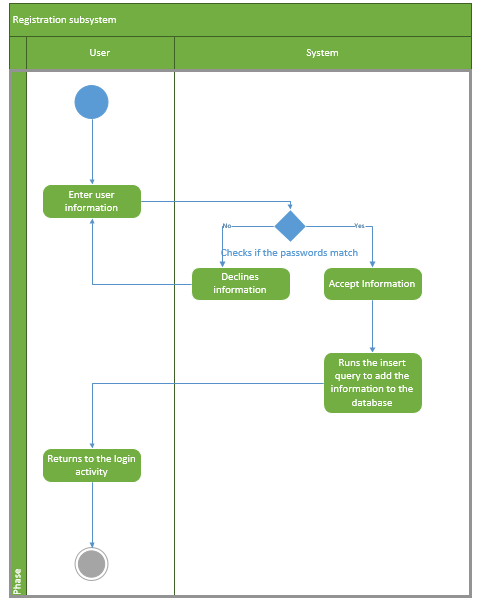 Registration subsystem
User
System
Enter user
information
No
Yes
Checks if the passwords match
Declines
information
Accept Information
Runs the insert
query to add the
information to the
database
Returns to the login
activity
Phase